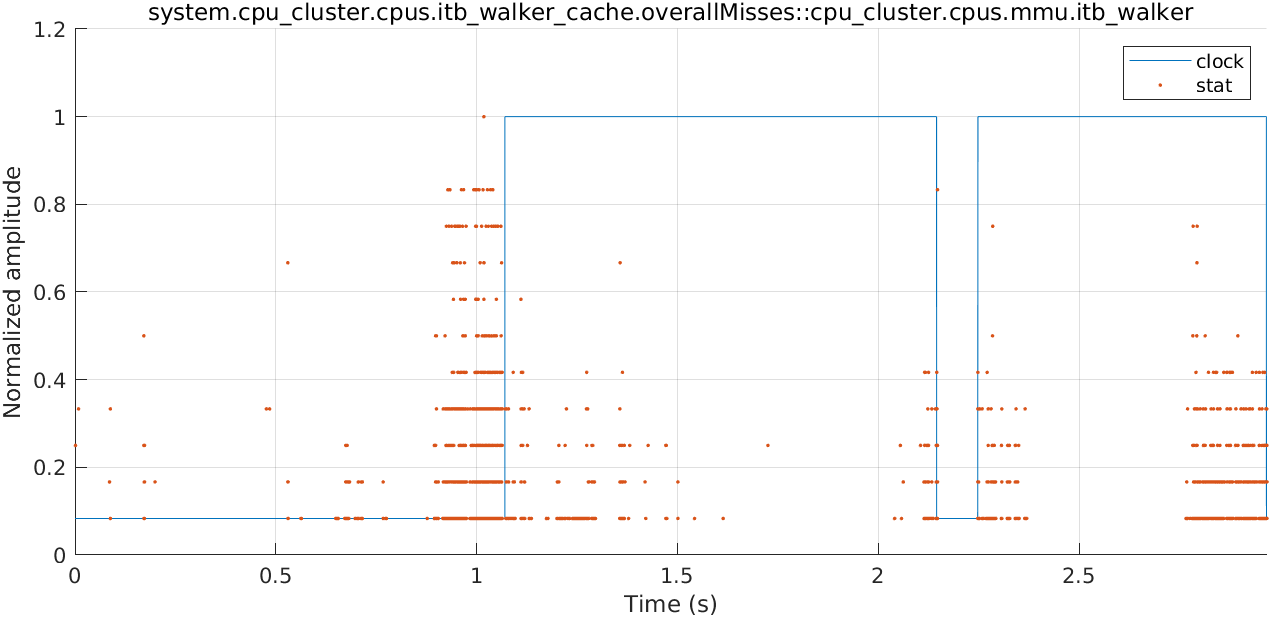 system.cpu_cluster.cpus.itb_walker_cache.overallMisses::cpu_cluster.cpus.mmu.itb_walker
1.2
clock
stat
1
0.8
Normalized amplitude
0.6
0.4
0.2
0
0
0.5
1
1.5
2
2.5
Time (s)